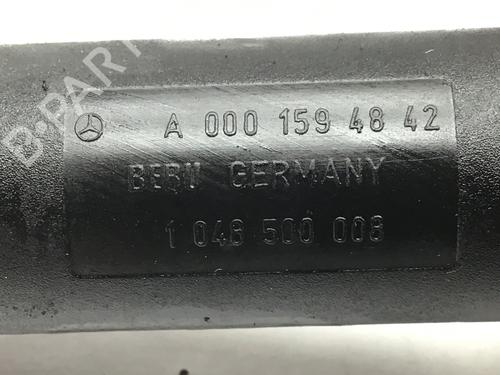 A 000 159 48 42
BERU GERMANY
1 046 500 008
B-PARTS